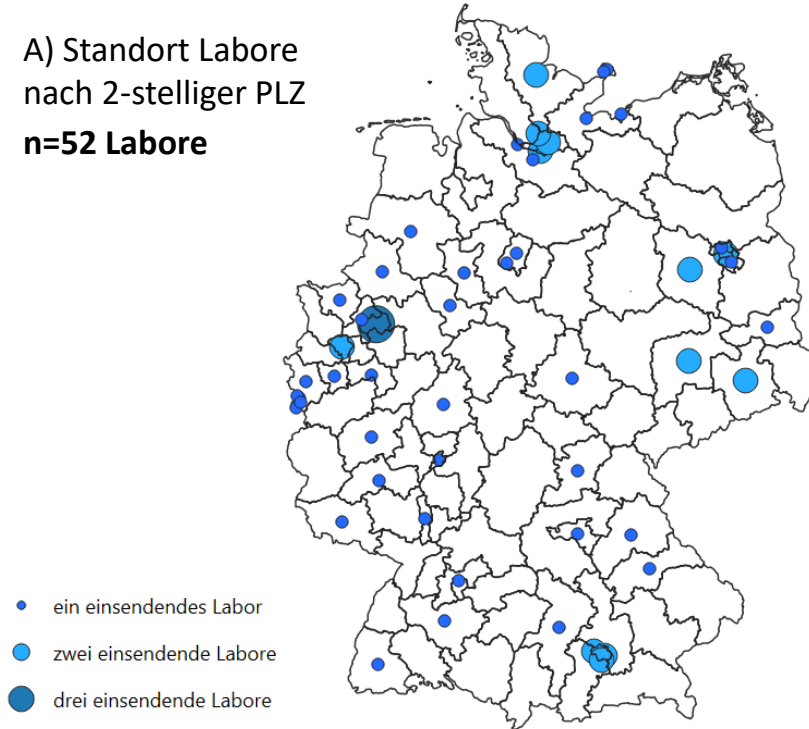 A) Standort Labore
nach 2-stelliger PLZ
n=52 Labore
ein einsendendes Labor
zwei einsendende Labore
drei einsendende Labore